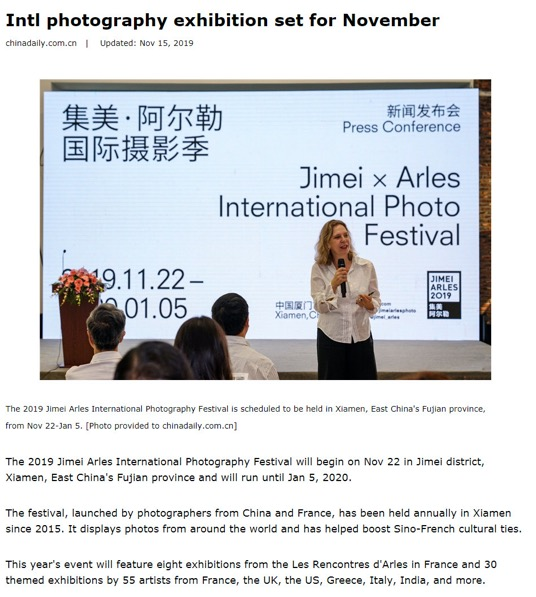 Intl photography exhibition set for November
chinadaily.com.cn | Updated: Nov 15, 2019
集美·阿尔勒
国际摄影季
新闻发布会
Press Conference
Jimei × Arles
International Photo
Festival
19.11.22 –
.01.05
中国厦门
Xiamen,
JIMEI
ARLES
2019
集美
阿尔勒
The 2019 Jimei Arles International Photography Festival is scheduled to be held in Xiamen, East China's Fujian province,
from Nov 22-Jan 5. [Photo provided to chinadaily.com.cn]
The 2019 Jimei Arles International Photography Festival will begin on Nov 22 in Jimei district,
Xiamen, East China's Fujian province and will run until Jan 5, 2020.
The festival, launched by photographers from China and France, has been held annually in Xiamen
since 2015. It displays photos from around the world and has helped boost Sino-French cultural ties.
This year's event will feature eight exhibitions from the Les Rencontres d'Arles in France and 30
themed exhibitions by 55 artists from France, the UK, the US, Greece, Italy, India, and more.